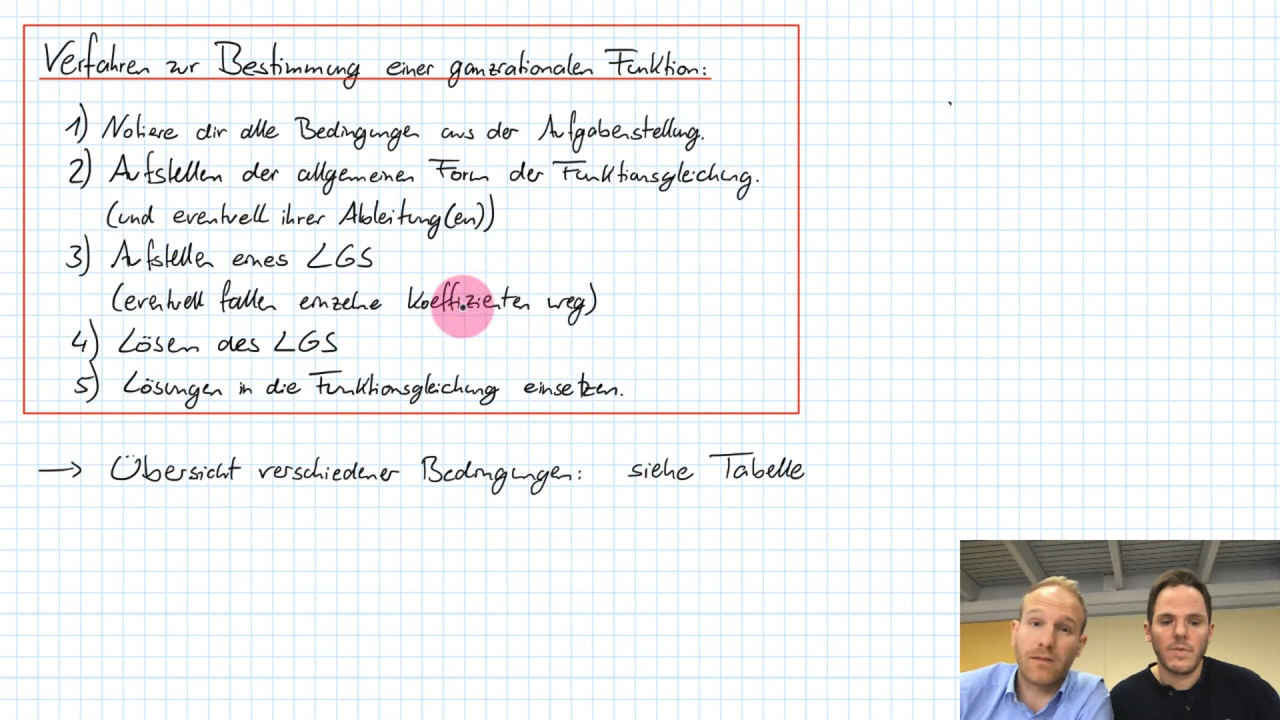 Verfahren zur Bestimmung einer ganzrationalen Funktion:
1) Notiere dir alle Bedingungen aus der Aufgabenstellung.
2) Aufstellen der allgemeinen Form der Funktionsgleichung.
(und eventuell ihrer Ableitung(en))
3) Aufstellen eines LGS
(eventuell fallen einzelne Koeffizienten weg)
4) Lösen des LGS
5) Lösungen in die Funktionsgleichung einsetzen.
→ Übersicht verschiedener Bedingungen: siehe Tabelle